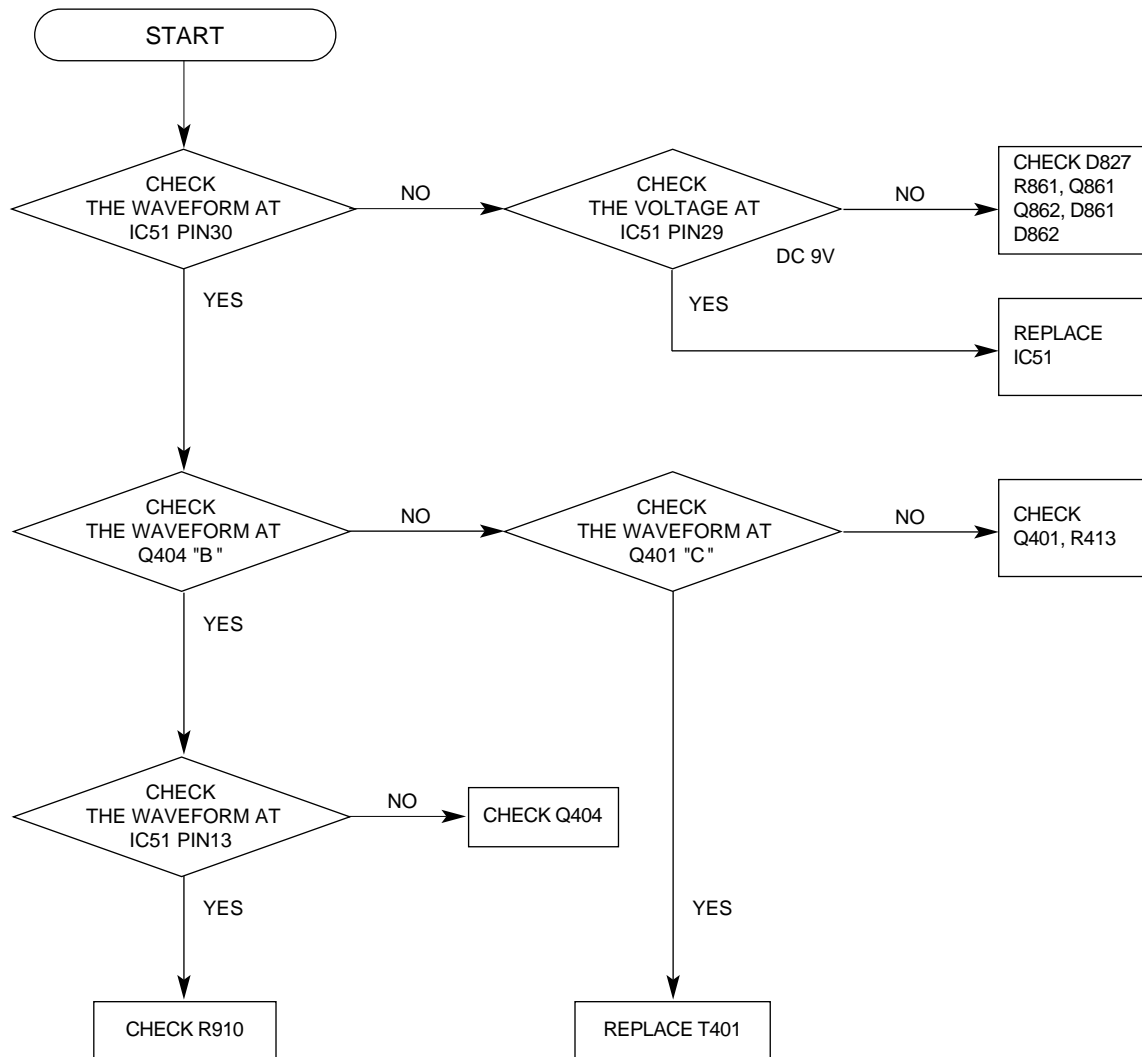 START
CHECK
THE WAVEFORM AT
IC51 PIN30
NO
CHECK
THE VOLTAGE AT
IC51 PIN29
NO
DC 9V
CHECK D827
R861, Q861
Q862, D861
D862
YES
YES
REPLACE
IC51
CHECK
THE WAVEFORM AT
Q404 "B"
NO
CHECK
THE WAVEFORM AT
Q401 "C"
NO
CHECK
Q401, R413
YES
CHECK
THE WAVEFORM AT
IC51 PIN13
NO
CHECK Q404
YES
YES
CHECK R910
REPLACE T401